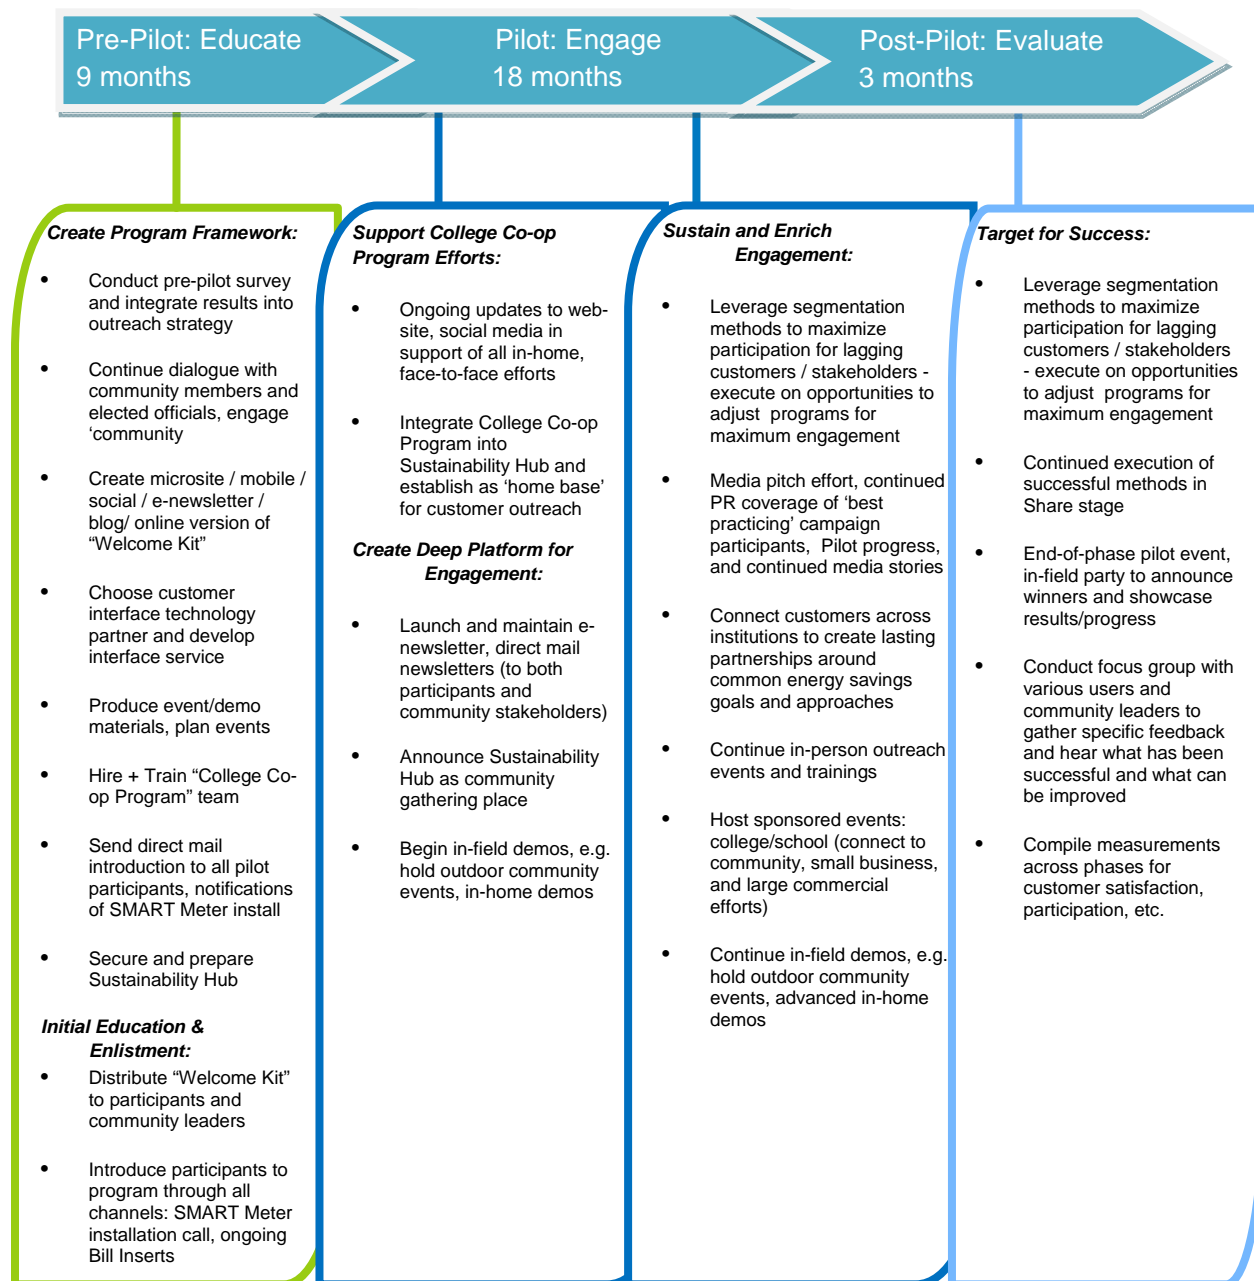 Pre-Pilot: Educate
9 months
Pilot: Engage
18 months
Post-Pilot: Evaluate
3 months
Create Program Framework:
• Conduct pre-pilot survey
and integrate results into
outreach strategy
• Continue dialogue with
community members and
elected officials, engage
‘community
• Create microsite / mobile /
social / e-newsletter /
blog/ online version of
“Welcome Kit”
• Choose customer
interface technology
partner and develop
interface service
• Produce event/demo
materials, plan events
• Hire + Train “College Co-
op Program” team
• Send direct mail
introduction to all pilot
participants, notifications
of SMART Meter install
• Secure and prepare
Sustainability Hub
Initial Education &
Enlistment:
• Distribute “Welcome Kit”
to participants and
community leaders
• Introduce participants to
program through all
channels: SMART Meter
installation call, ongoing
Bill Inserts
Support College Co-op
Program Efforts:
• Ongoing updates to web-
site, social media in
support of all in-home,
face-to-face efforts
• Integrate College Co-op
Program into
Sustainability Hub and
establish as ‘home base’
for customer outreach
Create Deep Platform for
Engagement:
• Launch and maintain e-
newsletter, direct mail
newsletters (to both
participants and
community stakeholders)
• Announce Sustainability
Hub as community
gathering place
• Begin in-field demos, e.g.
hold outdoor community
events, in-home demos
Sustain and Enrich
Engagement:
• Leverage segmentation
methods to maximize
participation for lagging
customers / stakeholders -
execute on opportunities to
adjust programs for
maximum engagement
• Media pitch effort, continued
PR coverage of ‘best
practicing’ campaign
participants, Pilot progress,
and continued media stories
• Connect customers across
institutions to create lasting
partnerships around
common energy savings
goals and approaches
• Continue in-person outreach
events and trainings
• Host sponsored events:
college/school (connect to
community, small business,
and large commercial
efforts)
• Continue in-field demos, e.g.
hold outdoor community
events, advanced in-home
demos
Target for Success:
• Leverage segmentation
methods to maximize
participation for lagging
customers / stakeholders
- execute on opportunities
to adjust programs for
maximum engagement
• Continued execution of
successful methods in
Share stage
• End-of-phase pilot event,
in-field party to announce
winners and showcase
results/progress
• Conduct focus group with
various users and
community leaders to
gather specific feedback
and hear what has been
successful and what can
be improved
• Compile measurements
across phases for
customer satisfaction,
participation, etc.